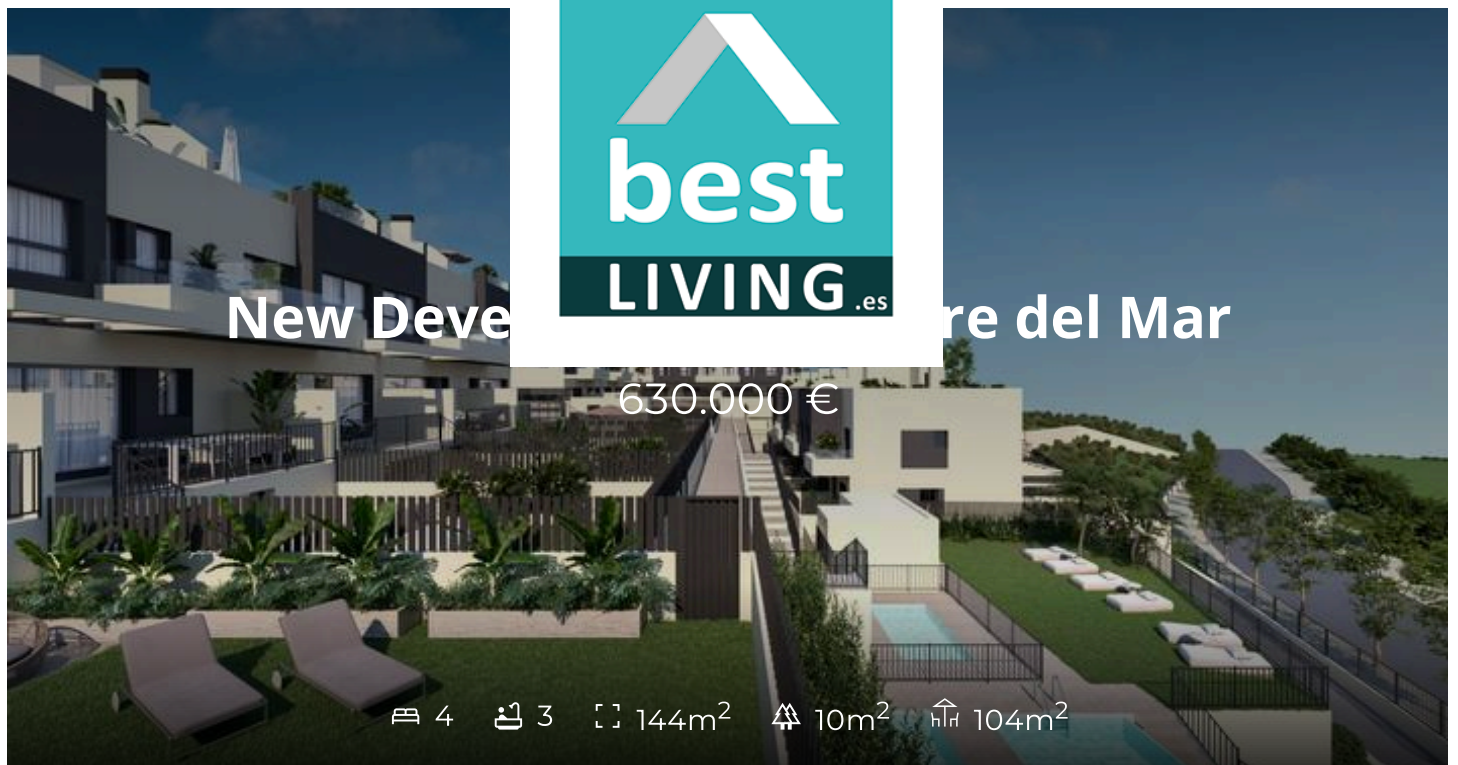 best
LIVING.es
New Deve re del Mar
630.000 €
4 3 144m² 10m² 104m²